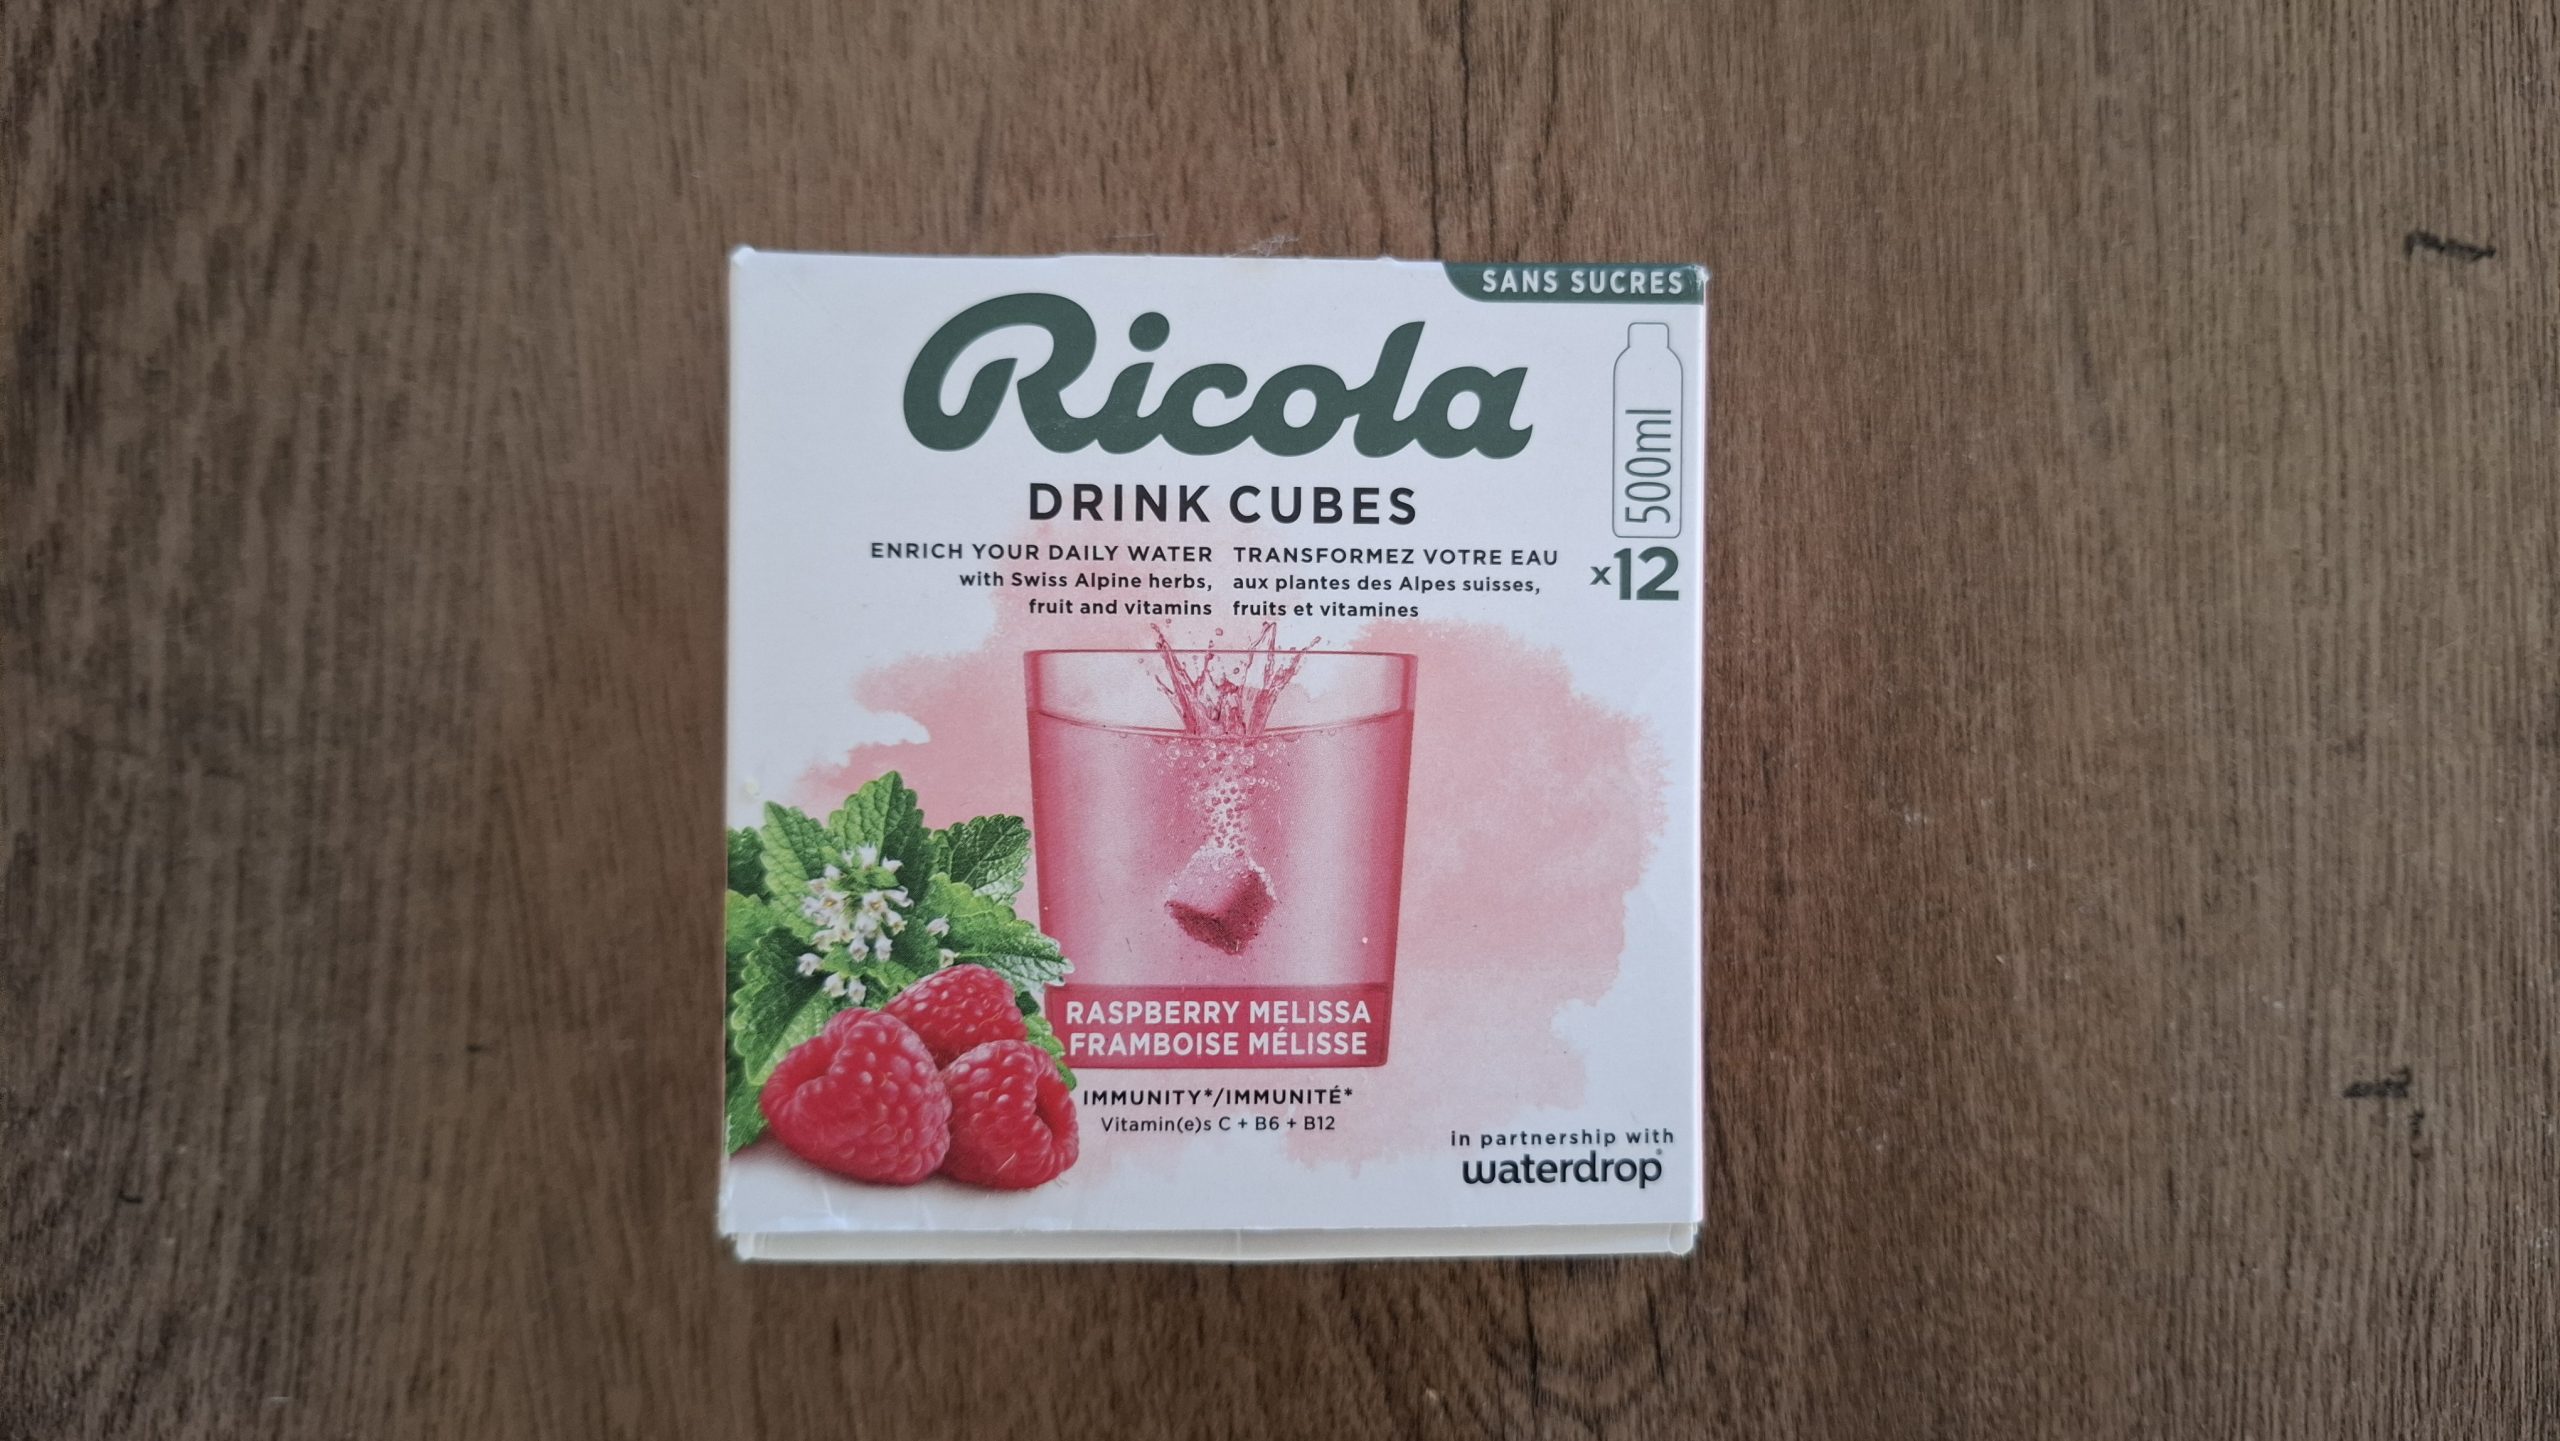 SANS SUCRES
Ricola
500ml
x12
DRINK CUBES
ENRICH YOUR DAILY WATER
with Swiss Alpine herbs,
fruit and vitamins
TRANSFORMEZ VOTRE EAU
aux plantes des Alpes suisses,
fruits et vitamines
RASPBERRY MELISSA
FRAMBOISE MÉLISSE
IMMUNITY*/IMMUNITÉ*
Vitamin(e)s C + B6 + B12
in partnership with
waterdrop®